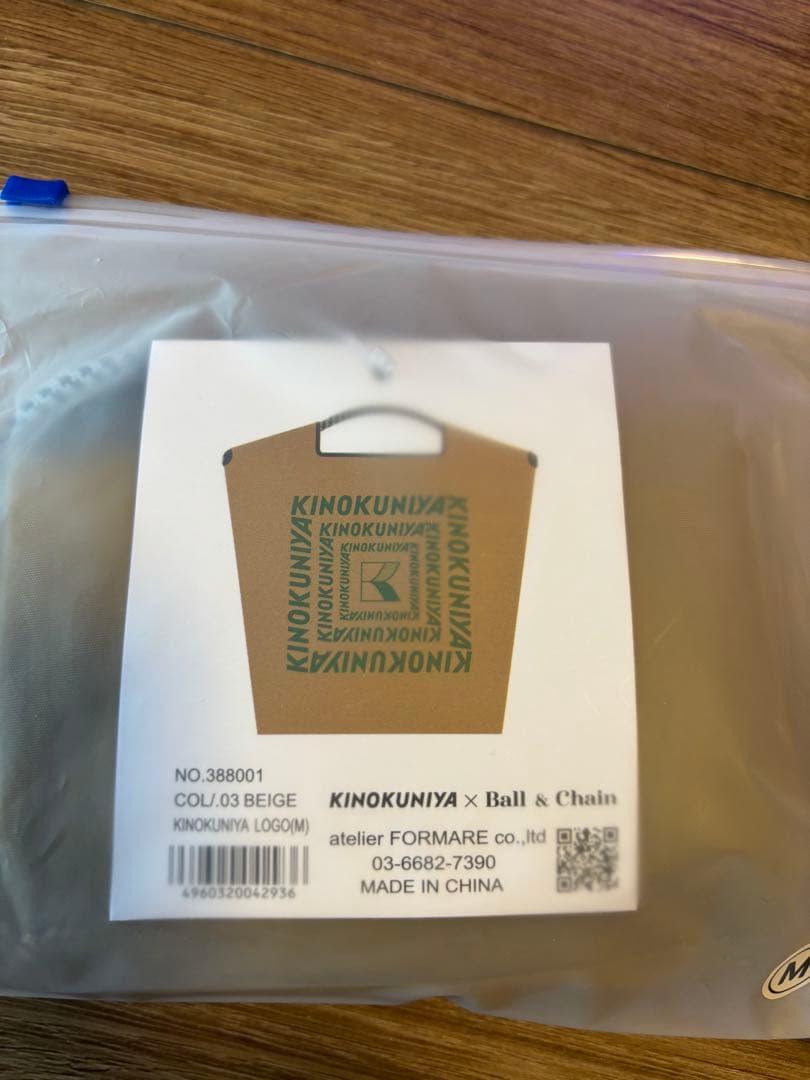 KINOKUNIYA
KINOKUNIYA
KINOKUNIYA
KINOKUNIYA
KINOKUNIYA
KINOKUNIYA
KINOKUNIYA
KINOKUNIYA
KINOKUNIYA
KINOKUNIYA
KINOKUNIYA
KINOKUNIYA
NO.388001
COL/.03 BEIGE
KINOKUNIYA LOGO(M)
4960320042936
KINOKUNIYA × Ball & Chain
atelier FORMARE co.,ltd
03-6682-7390
MADE IN CHINA
M